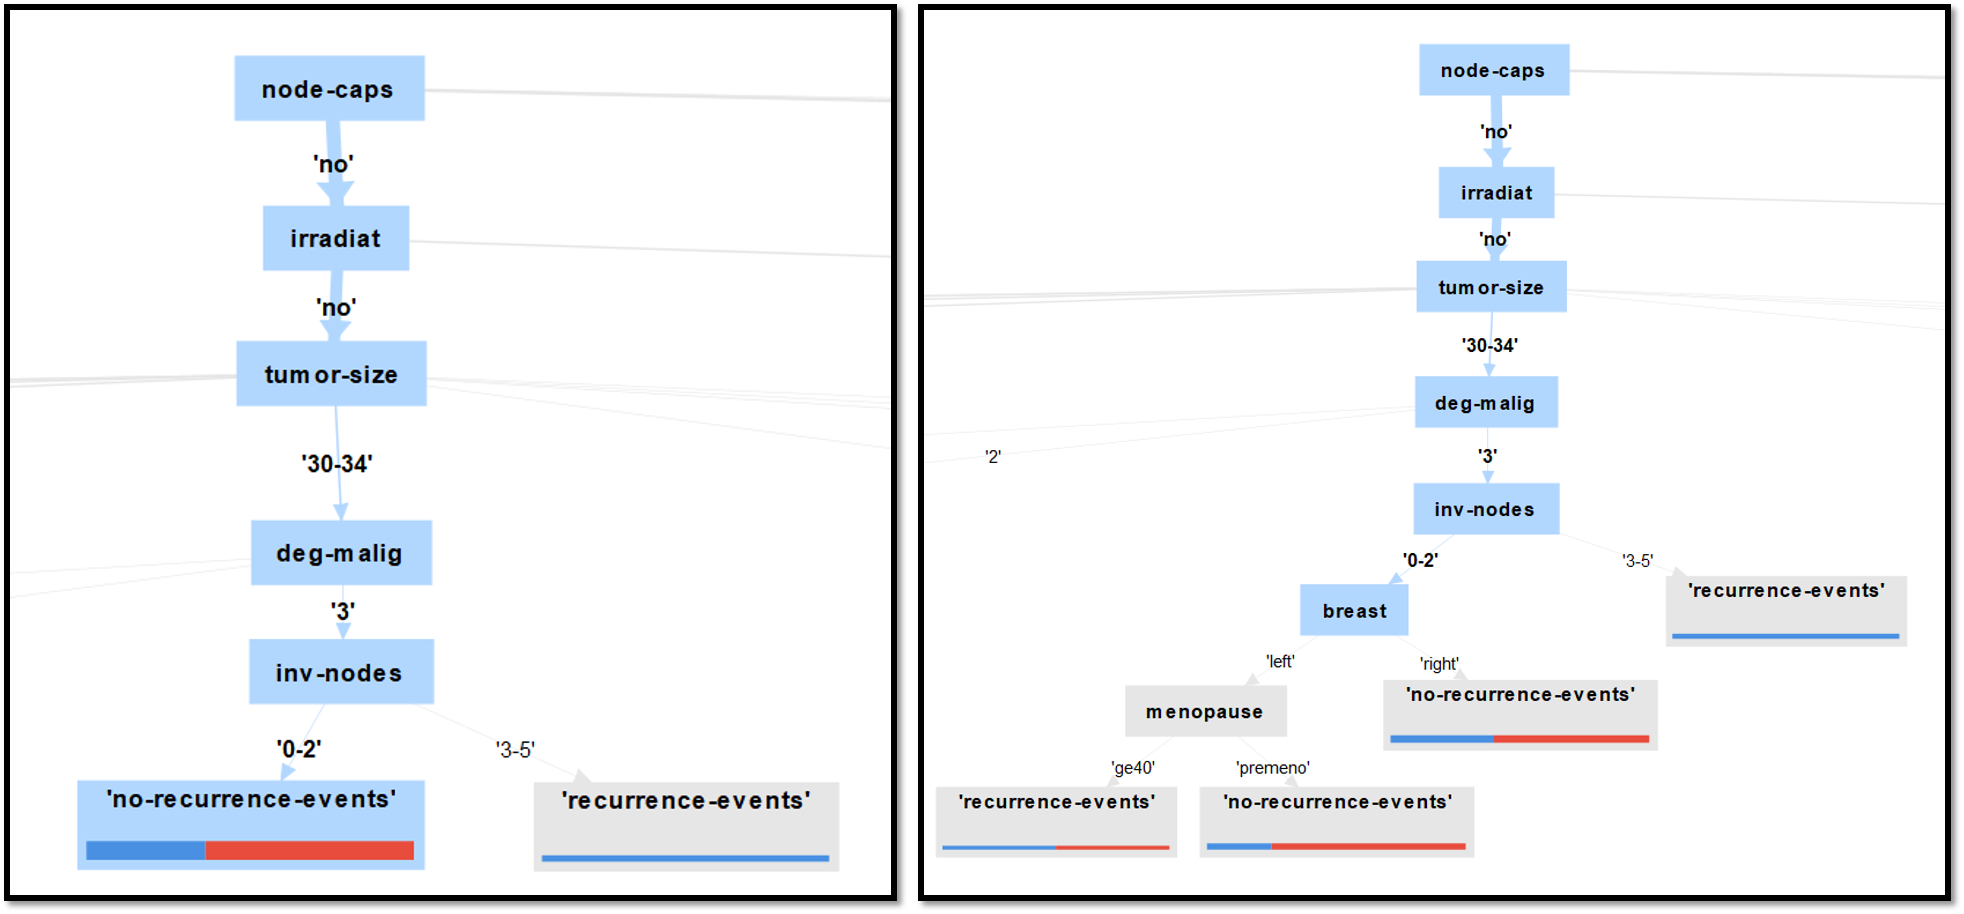 node-caps
'no'
irradiat
'no'
tumor-size
'30-34'
deg-malig
'3'
inv-nodes
'0-2'
'3-5'
'no-recurrence-events'
'recurrence-events'
node-caps
'no'
irradiat
'no'
tumor-size
'30-34'
deg-malig
'2'
'3'
inv-nodes
'0-2'
'3-5'
'recurrence-events'
breast
'left'
'right'
'no-recurrence-events'
menopause
'ge40'
'premeno'
'recurrence-events'
'no-recurrence-events'